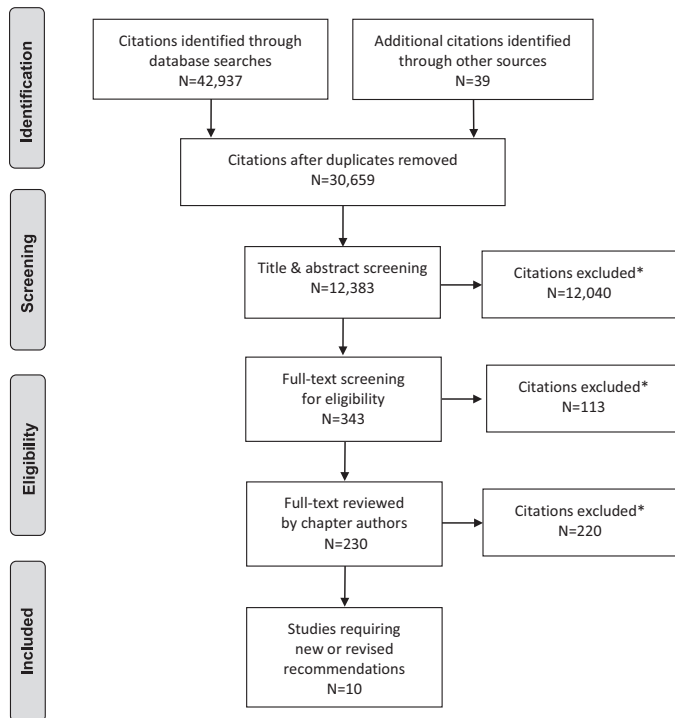 Identification
Citations identified through
database searches
N=42,937
Additional citations identified
through other sources
N=39
Citations after duplicates removed
N=30,659
Screening
Title & abstract screening
N=12,383
Citations excluded*
N=12,040
Eligibility
Full-text screening
for eligibility
N=343
Citations excluded*
N=113
Full-text reviewed
by chapter authors
N=230
Citations excluded*
N=220
Included
Studies requiring
new or revised
recommendations
N=10